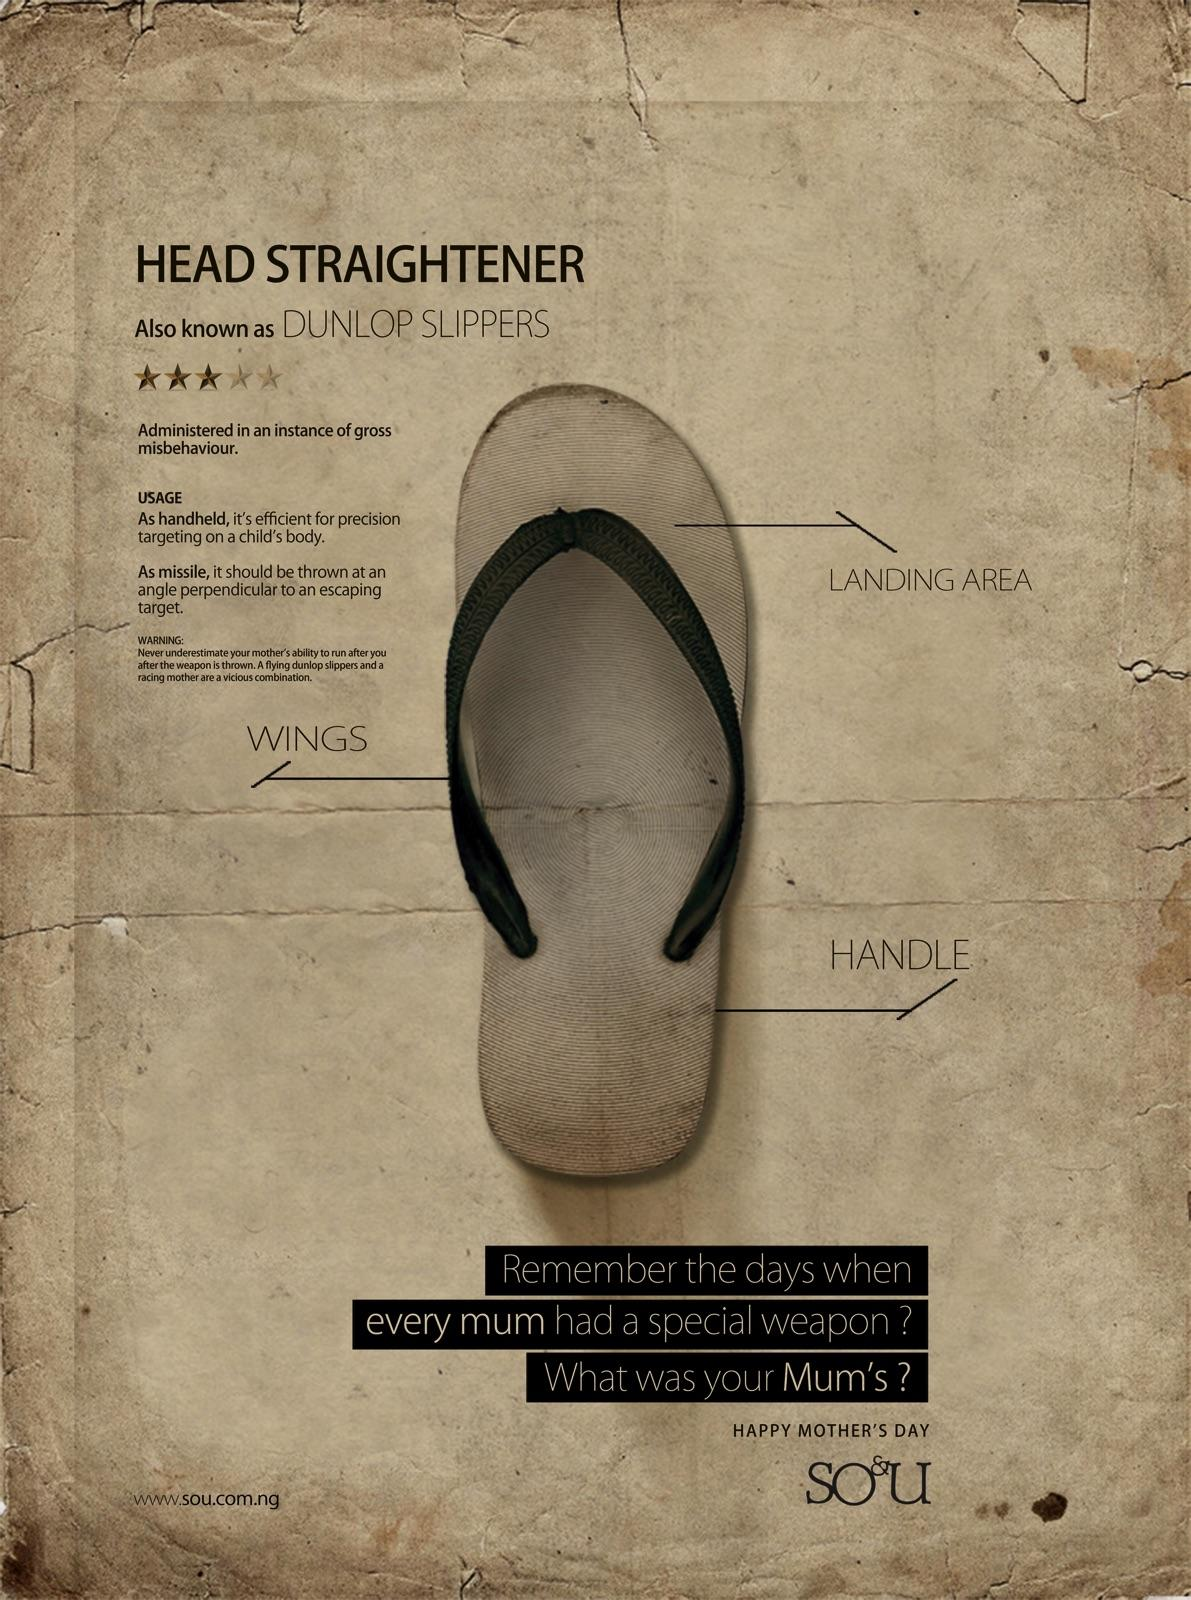 HEAD STRAIGHTENER
Also known as DUNLOP SLIPPERS
Administered in an instance of gross
misbehaviour.
USAGE
As handheld, it's efficient for precision
targeting on a child's body.
As missile, it should be thrown at an
angle perpendicular to an escaping
target.
WARNING:
Never underestimate your mother's ability to run after you
after the weapon is thrown. A flying dunlop slippers and a
racing mother are a vicious combination.
LANDING AREA
WINGS
HANDLE
Remember the days when
every mum had a special weapon ?
What was your Mum's ?
HAPPY MOTHER'S DAY
SO&U
www.sou.com.ng